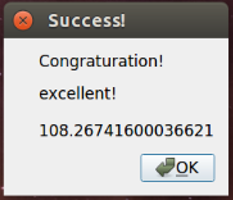 Success!
Congraturation!
excellent!
108.26741600036621
OK